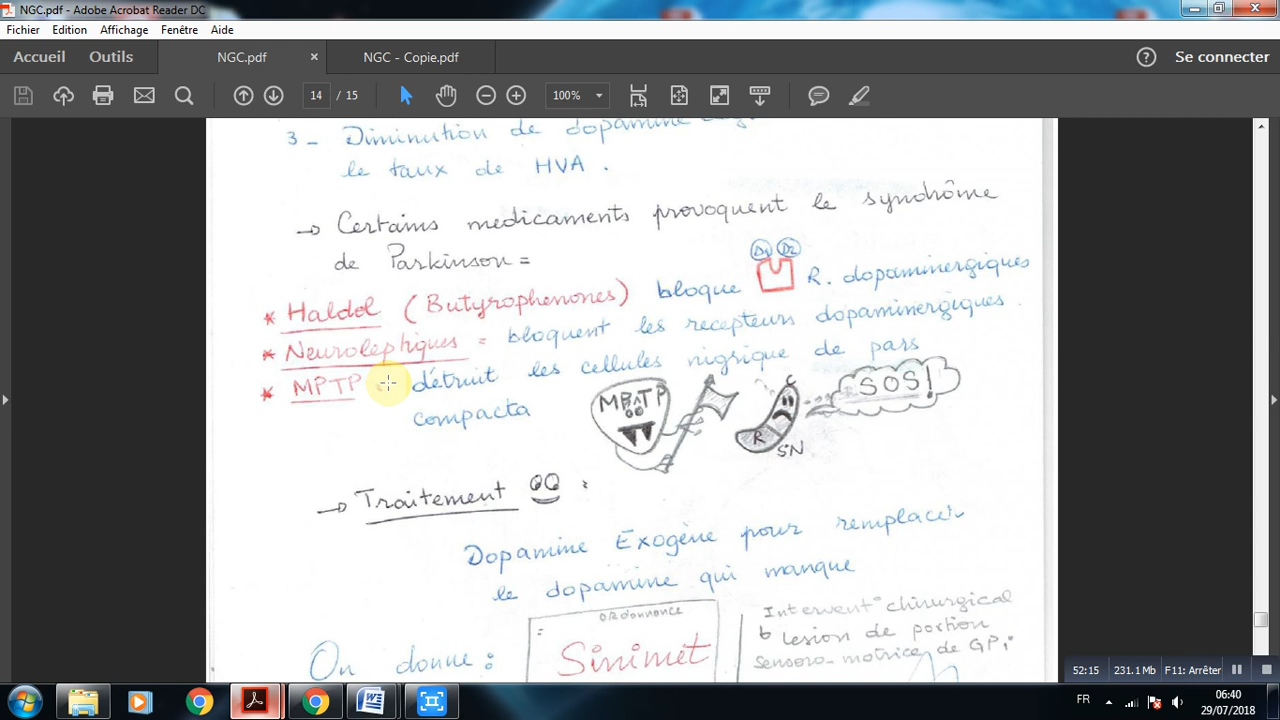 NGC.pdf - Adobe Acrobat Reader DC
Fichier Edition Affichage Fenêtre Aide
Accueil Outils NGC.pdf × NGC - Copie.pdf Se connecter
14 / 15 100%
3 - Diminution de dopamine
le taux de HVA .
→ Certains medicaments provoquent le syndrôme
de Parkinson =
D1 D2
* Haldol (Butyrophenones) bloque R. dopaminergiques
* Neuroleptiques = bloquent les recepteurs dopaminergiques.
* MPTP détruit les cellules nigrique de pars
compacta
MPTP
C
R
SN
SOS!
→ Traitement :
Dopamine Exogène pour remplacer
le dopamine qui manque
On donne :
ORdonnance
Sinimet
Intervent° chirurgical
lesion de portion
sensoro-motrice de GPi
52:15 231.1 Mb F11: Arrêter
FR 06:40
29/07/2018